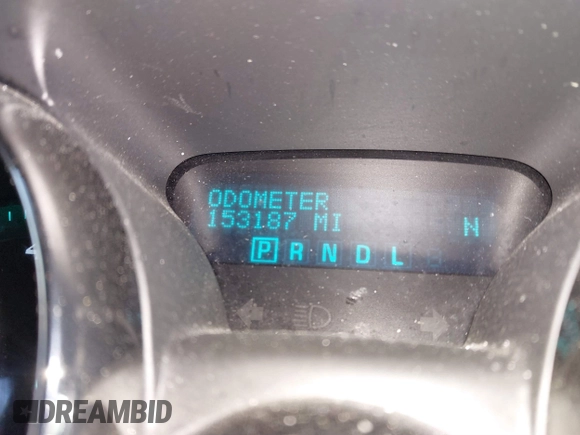 ODOMETER
153187 MI N
P R N D L
DREAMBID